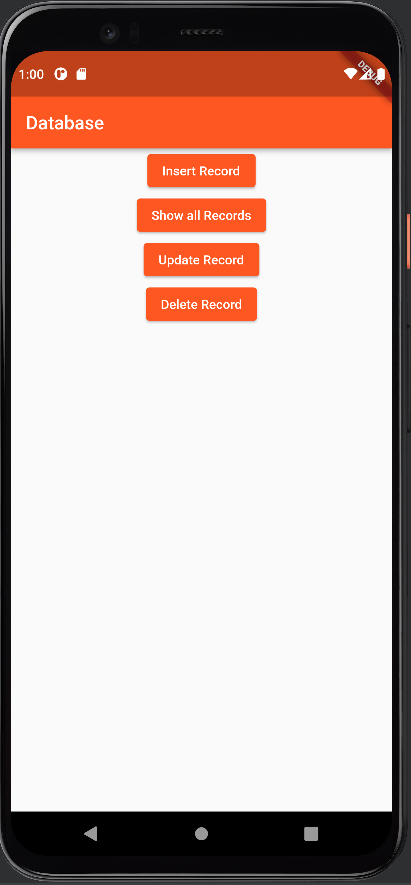 1:00
DEBUG
Database
Insert Record
Show all Records
Update Record
Delete Record